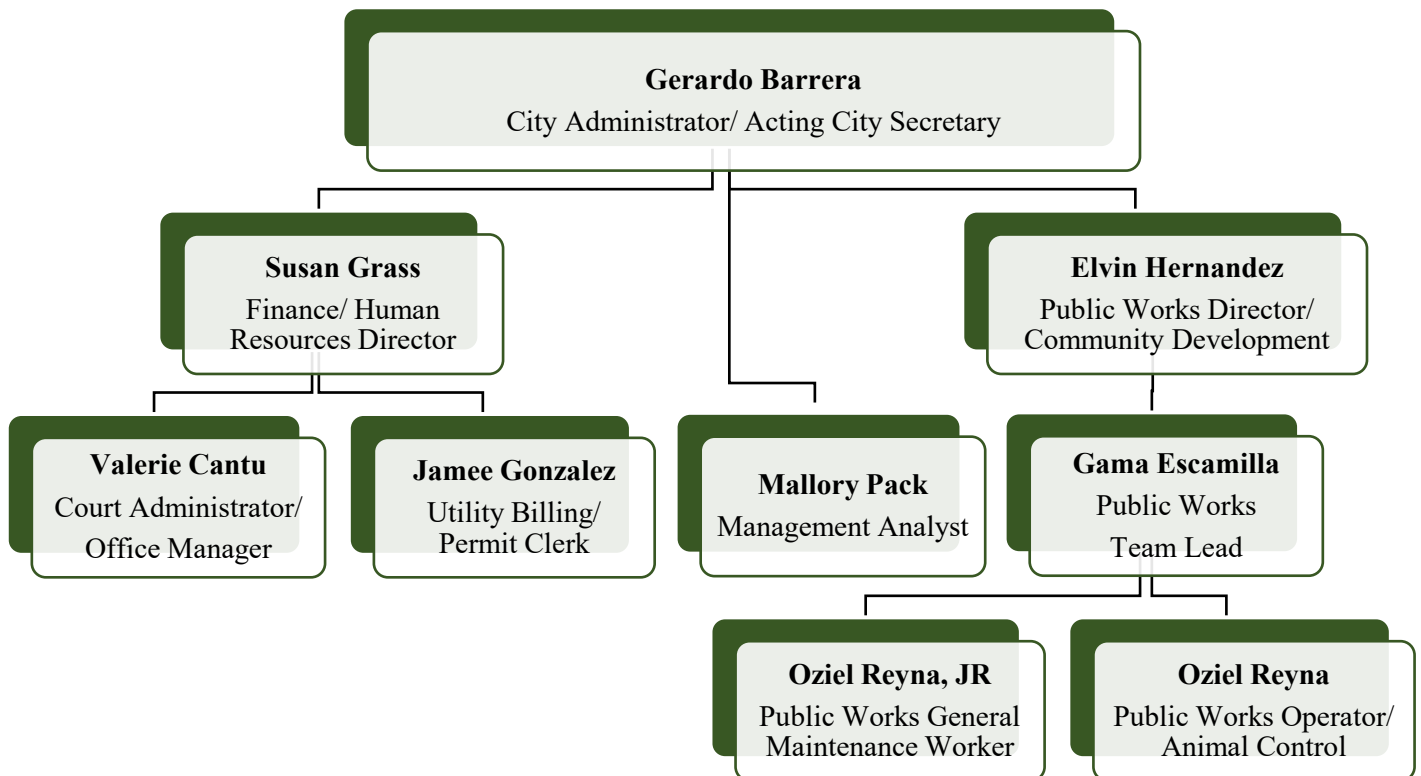 Gerardo Barrera
City Administrator/ Acting City Secretary
Susan Grass
Finance/ Human
Resources Director
Elvin Hernandez
Public Works Director/
Community Development
Valerie Cantu
Court Administrator/
Office Manager
Jamee Gonzalez
Utility Billing/
Permit Clerk
Mallory Pack
Management Analyst
Gama Escamilla
Public Works
Team Lead
Oziel Reyna, JR
Public Works General
Maintenance Worker
Oziel Reyna
Public Works Operator/
Animal Control